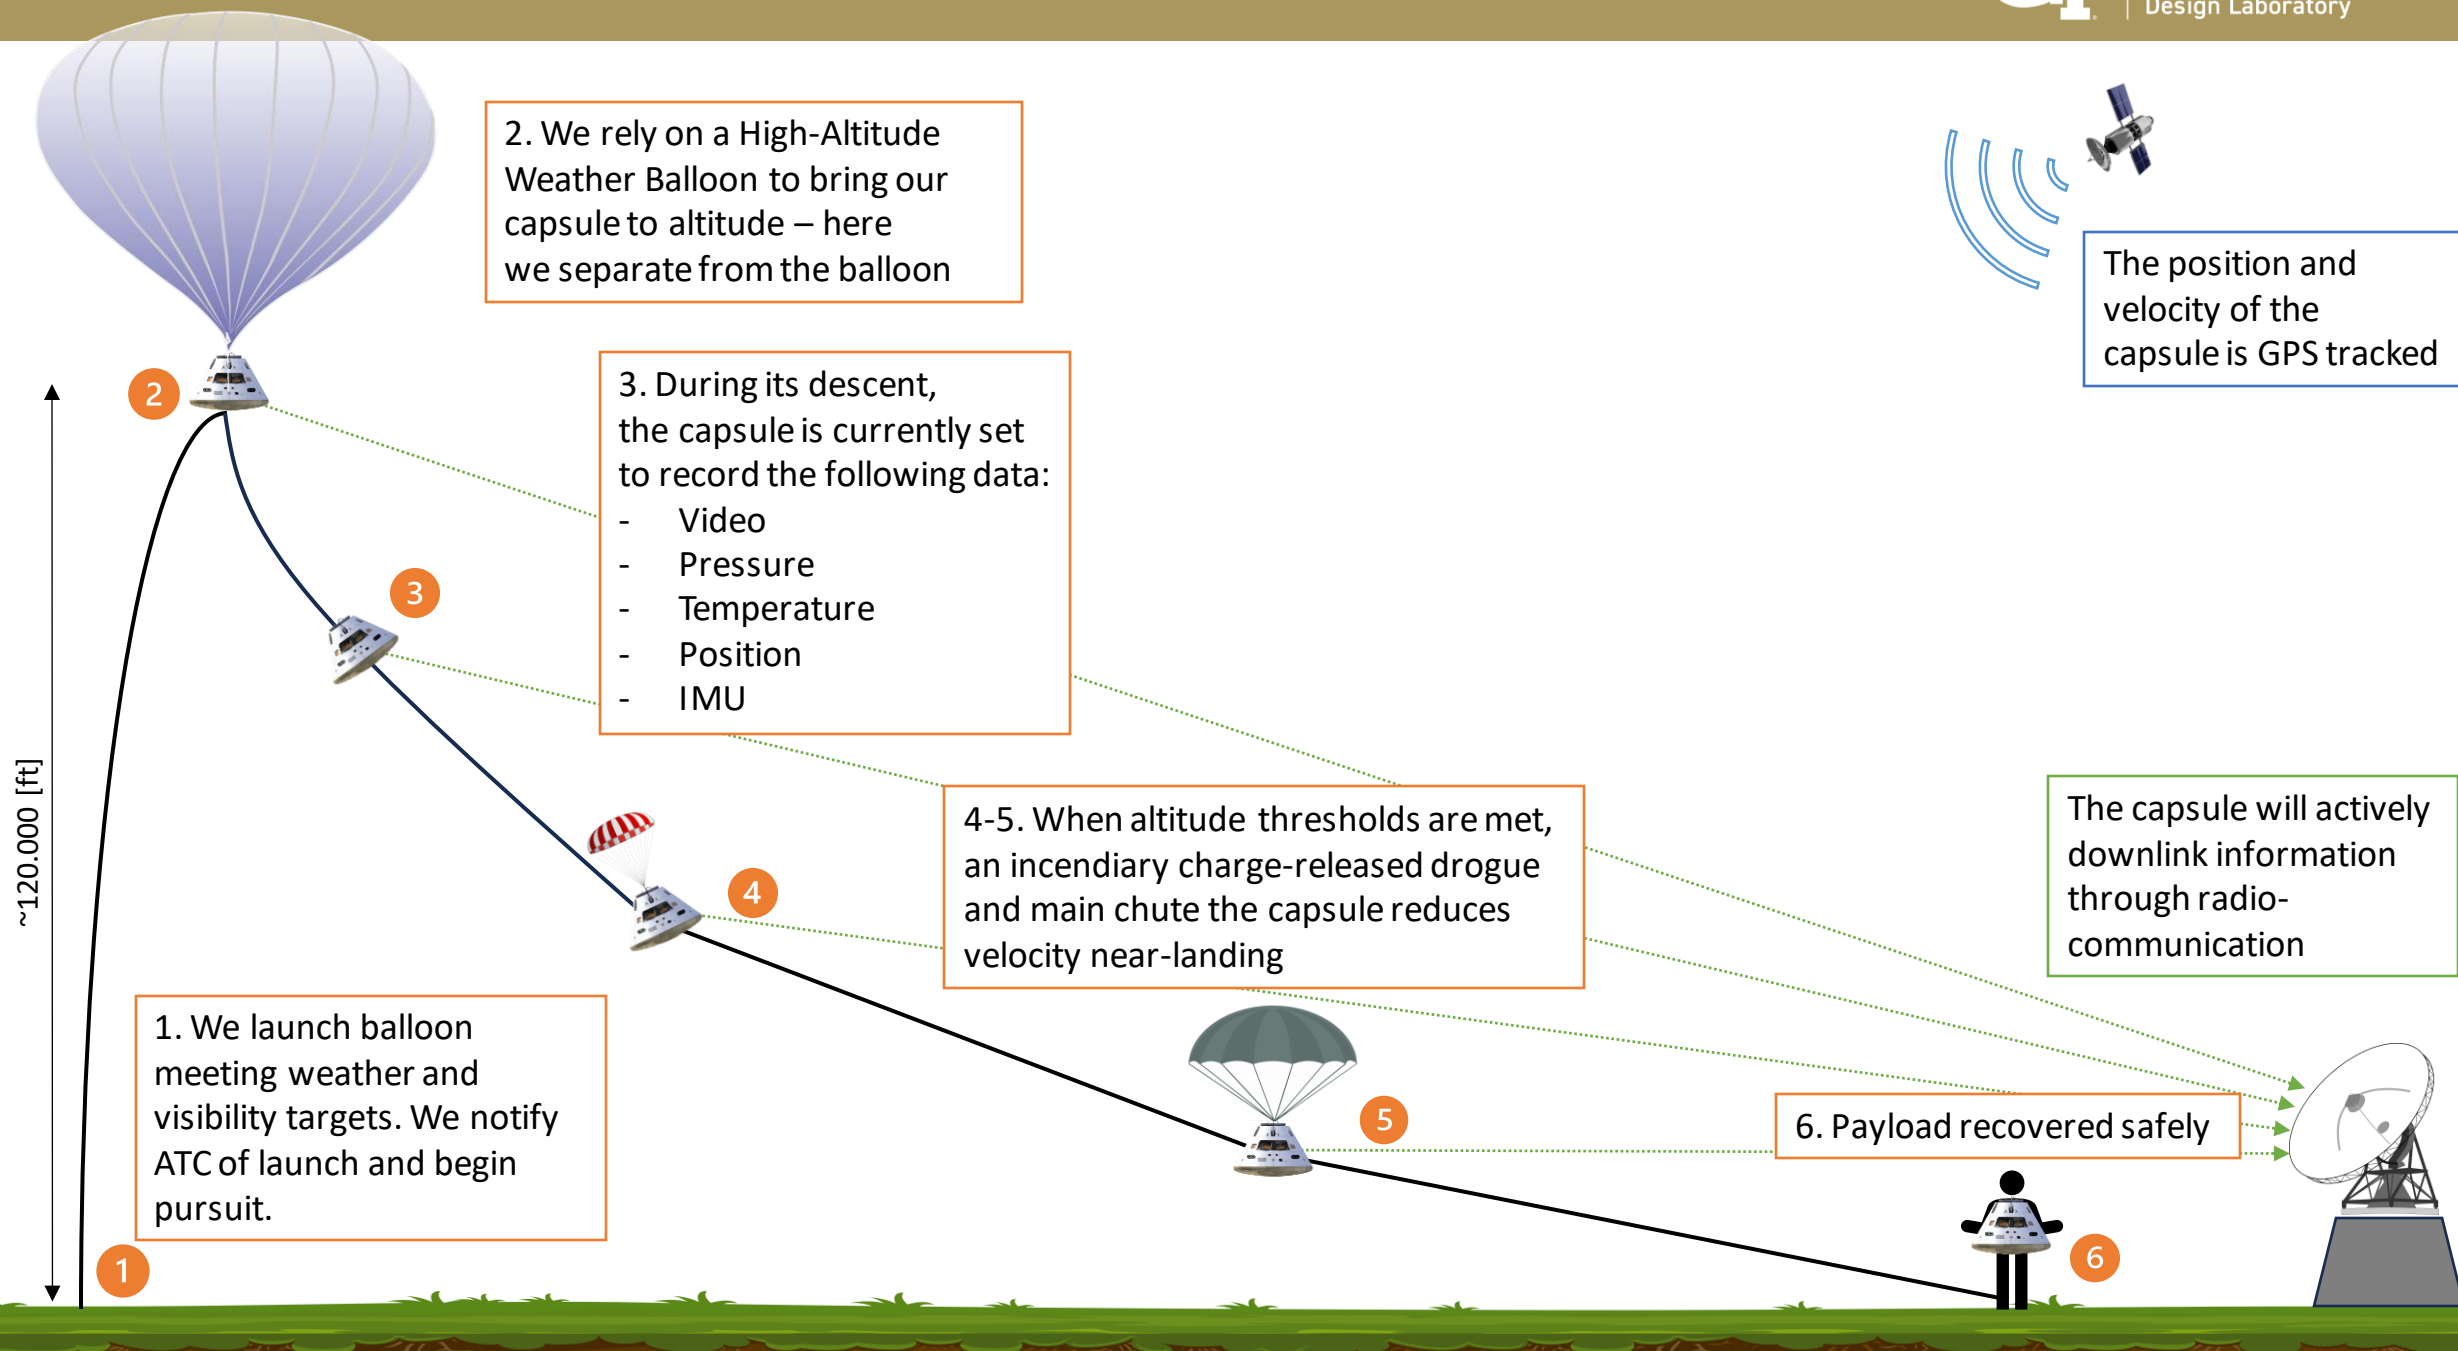 Design Laboratory
2. We rely on a High-Altitude
Weather Balloon to bring our
capsule to altitude – here
we separate from the balloon
The position and
velocity of the
capsule is GPS tracked
2
3. During its descent,
the capsule is currently set
to record the following data:
- Video
- Pressure
- Temperature
- Position
- IMU
3
~120.000 [ft]
4-5. When altitude thresholds are met,
an incendiary charge-released drogue
and main chute the capsule reduces
velocity near-landing
The capsule will actively
downlink information
through radio-
communication
4
1. We launch balloon
meeting weather and
visibility targets. We notify
ATC of launch and begin
pursuit.
5
6. Payload recovered safely
1
6